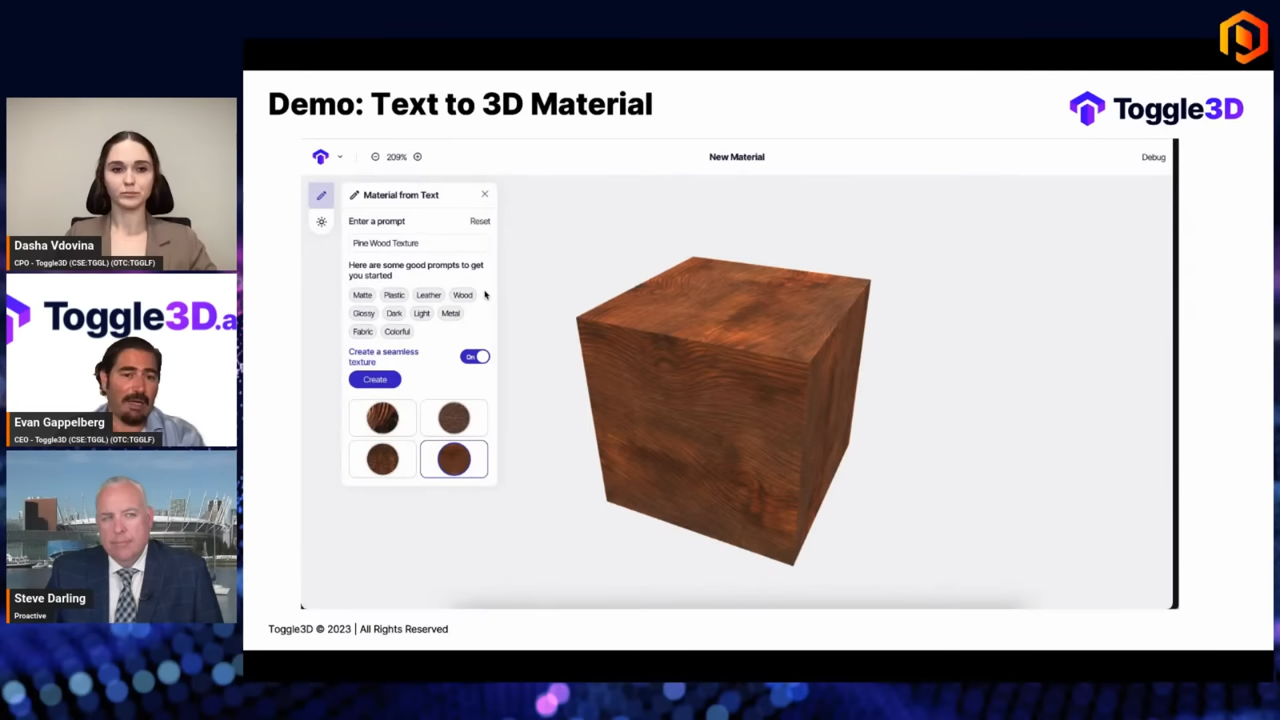 Demo: Text to 3D Material
Toggle3D
209%
New Material
Debug
Material from Text
Enter a prompt
Reset
Pine Wood Texture
Here are some good prompts to get
you started
Matte
Plastic
Leather
Wood
Glossy
Dark
Light
Metal
Fabric
Colorful
Create a seamless
texture
On
Create
Toggle3D © 2023 | All Rights Reserved
Dasha Vdovina
CPO - Toggle3D (CSE:TGGL) (OTC:TGGLF)
Toggle3D.a
Evan Gappelberg
CEO - Toggle3D (CSE:TGGL) (OTC:TGGLF)
Steve Darling
Proactive